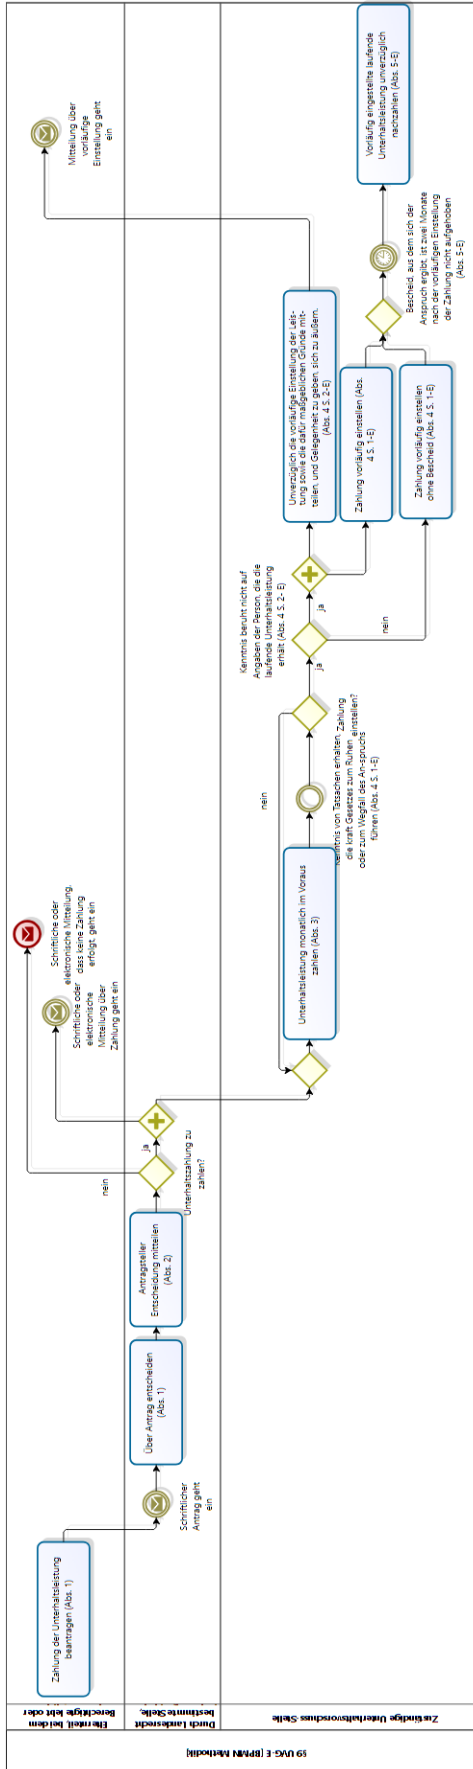 §9 UVG-E (BPMN Methodik)
Elternteil, bei dem
Berechtigte lebt oder
Durch Landesrecht
bestimmte Stelle,
Zuständige Unterhaltsvorschuss-Stelle
Zahlung der Unterhaltsleistung
beantragen (Abs. 1)
Schriftlicher
Antrag geht
ein
Über Antrag entscheiden
(Abs. 1)
Antragsteller
Entscheidung mitteilen
(Abs. 2)
Unterhaltszahlung zu
zahlen?
nein
ja
Schriftliche oder
elektronische Mitteilung,
dass keine Zahlung
erfolgt, geht ein
Schriftliche oder
elektronische
Mitteilung über
Zahlung geht ein
Unterhaltsleistung monatlich im Voraus
zahlen (Abs. 3)
Kenntnis von Tatsachen erhalten, Zahlung
die kraft Gesetzes zum Ruhen einstellen?
oder zum Wegfall des An-spruchs
führen (Abs. 4 S. 1-E)
nein
ja
Kenntnis beruht nicht auf
Angaben der Person, die die
laufende Unterhaltsleistung
erhält (Abs. 4 S. 2- E)
ja
nein
Unverzüglich die vorläufige Einstellung der Leis-
tung sowie die dafür maßgeblichen Gründe mit-
teilen, und Gelegenheit zu geben, sich zu äußern.
(Abs. 4 S. 2-E)
Zahlung vorläufig einstellen (Abs.
4 S. 1-E)
Zahlung vorläufig einstellen
ohne Bescheid (Abs. 4 S. 1-E)
Mitteilung über
vorläufige
Einstellung geht
ein
Bescheid, aus dem sich der
Anspruch ergibt, ist zwei Monate
nach der vorläufigen Einstellung
der Zahlung nicht aufgehoben
(Abs. 5-E)
Vorläufig eingestellte laufende
Unterhaltsleistung unverzüglich
nachzahlen (Abs. 5-E)